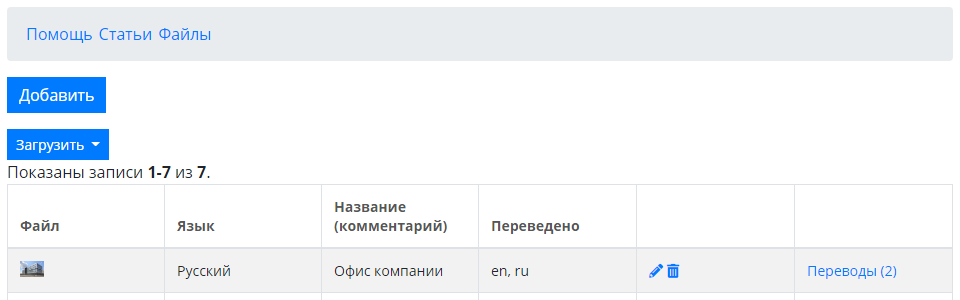 Помощь Статьи Файлы
Добавить
Загрузить
Показаны записи 1-7 из 7.
Файл Язык Название (комментарий) Переведено
Русский Офис компании en, ru Переводы (2)